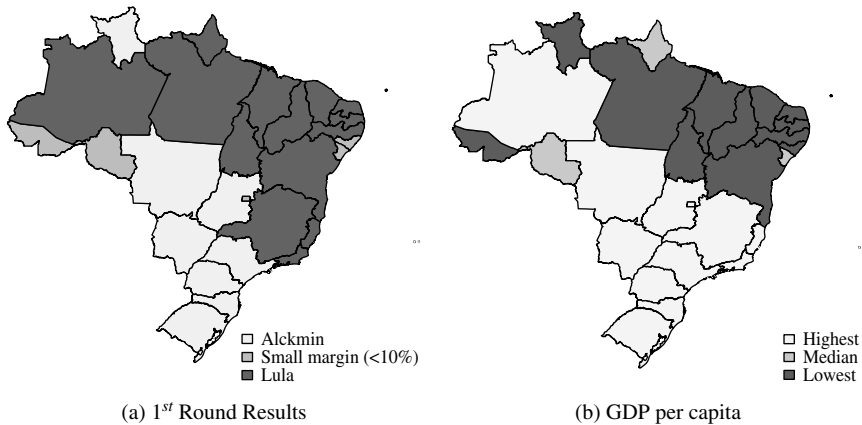 Alckmin
Small margin (<10%)
Lula
(a) 1st Round Results
Highest
Median
Lowest
(b) GDP per capita